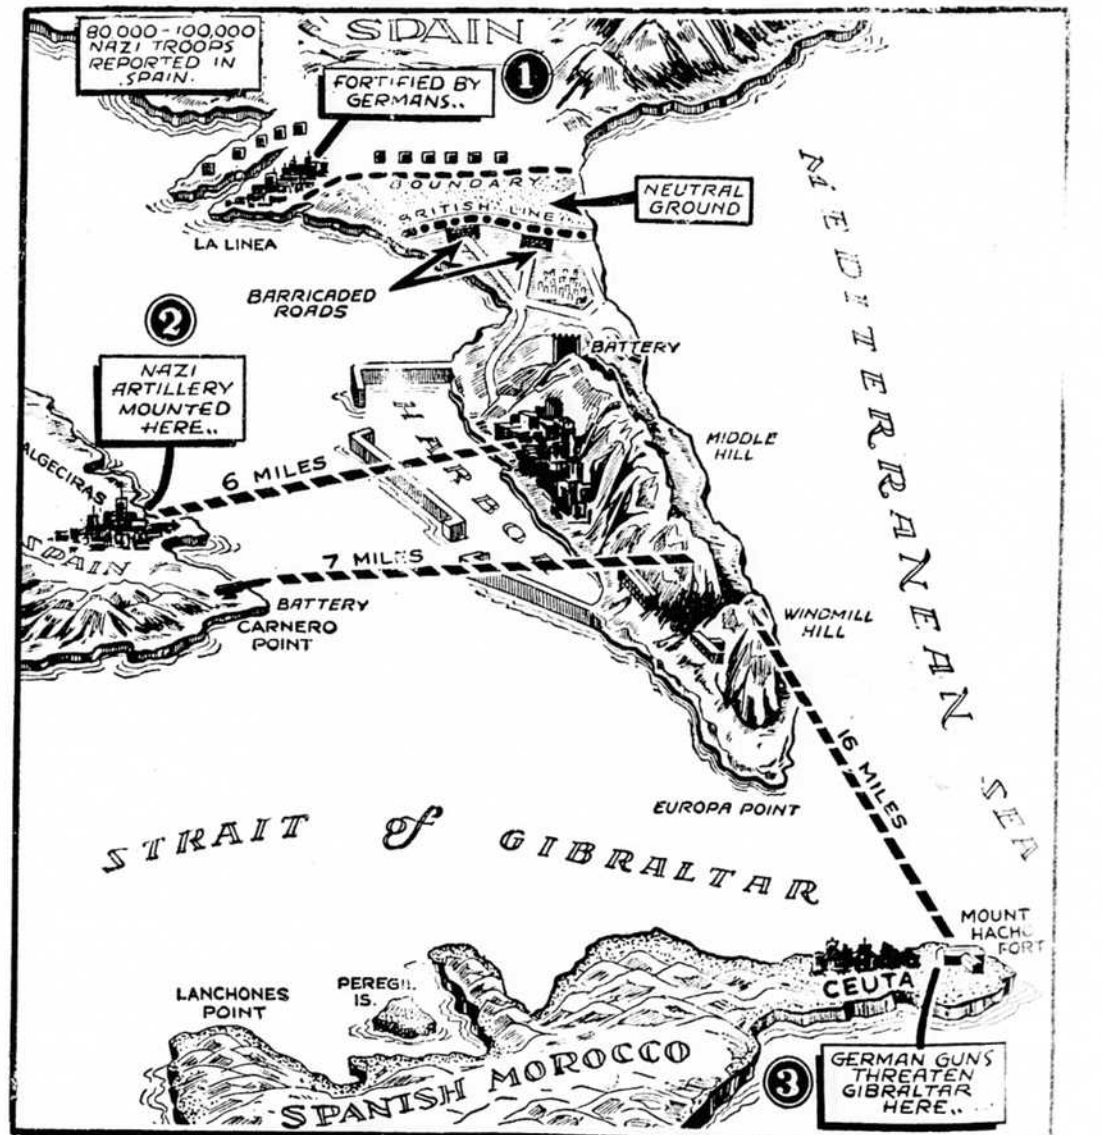 SPAIN
80,000-100,000
NAZI TROOPS
REPORTED IN
SPAIN.
FORTIFIED BY
GERMANS..
1
BOUNDARY
NEUTRAL
GROUND
BRITISH LINE
LA LINEA
BARRICADED
ROADS
2
NAZI
ARTILLERY
MOUNTED
HERE..
BATTERY
HARBOR
MIDDLE
HILL
MEDITERRANEAN SEA
ALGECIRAS
6 MILES
SPAIN
7 MILES
BATTERY
CARNERO
POINT
WINDMILL
HILL
16 MILES
EUROPA POINT
STRAIT of GIBRALTAR
MOUNT
HACHO
FORT
CEUTA
LANCHONES
POINT
PEREGIL
IS.
SPANISH MOROCCO
3
GERMAN GUNS
THREATEN
GIBRALTAR
HERE..